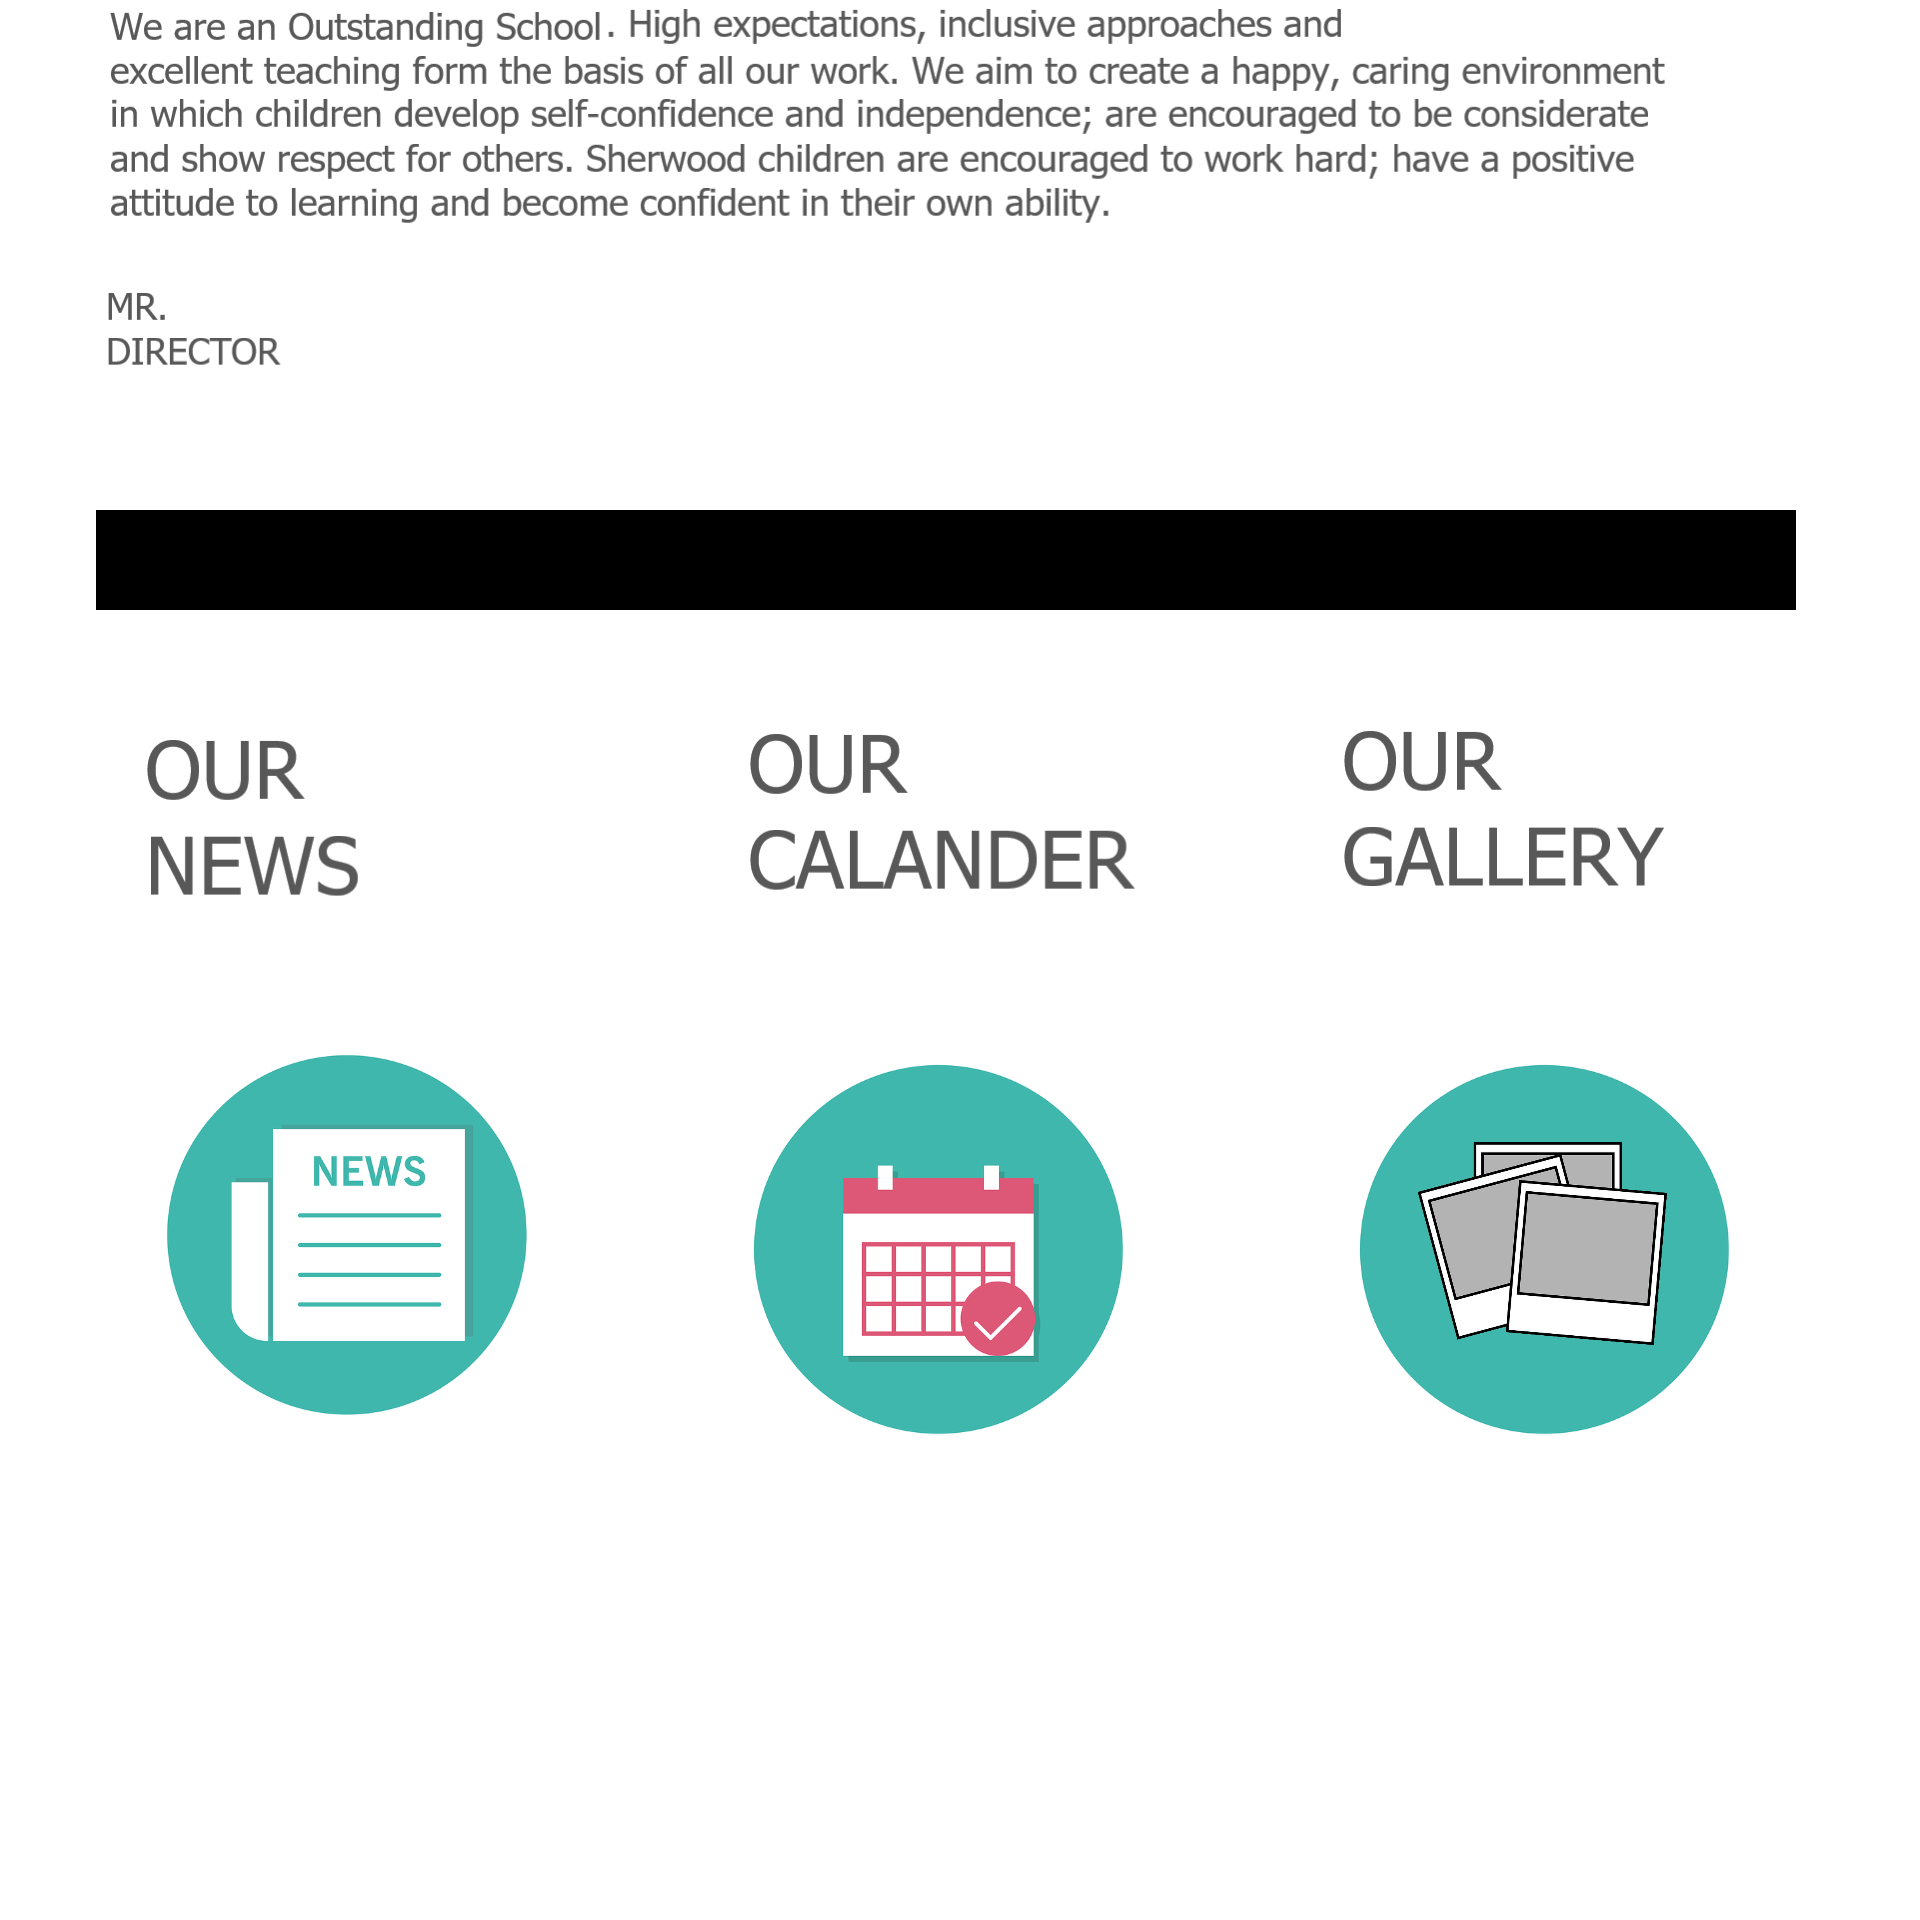 We are an Outstanding School. High expectations, inclusive approaches and
excellent teaching form the basis of all our work. We aim to create a happy, caring environment
in which children develop self-confidence and independence; are encouraged to be considerate
and show respect for others. Sherwood children are encouraged to work hard; have a positive
attitude to learning and become confident in their own ability.
MR.
DIRECTOR
OUR
NEWS
OUR
CALANDER
OUR
GALLERY
NEWS